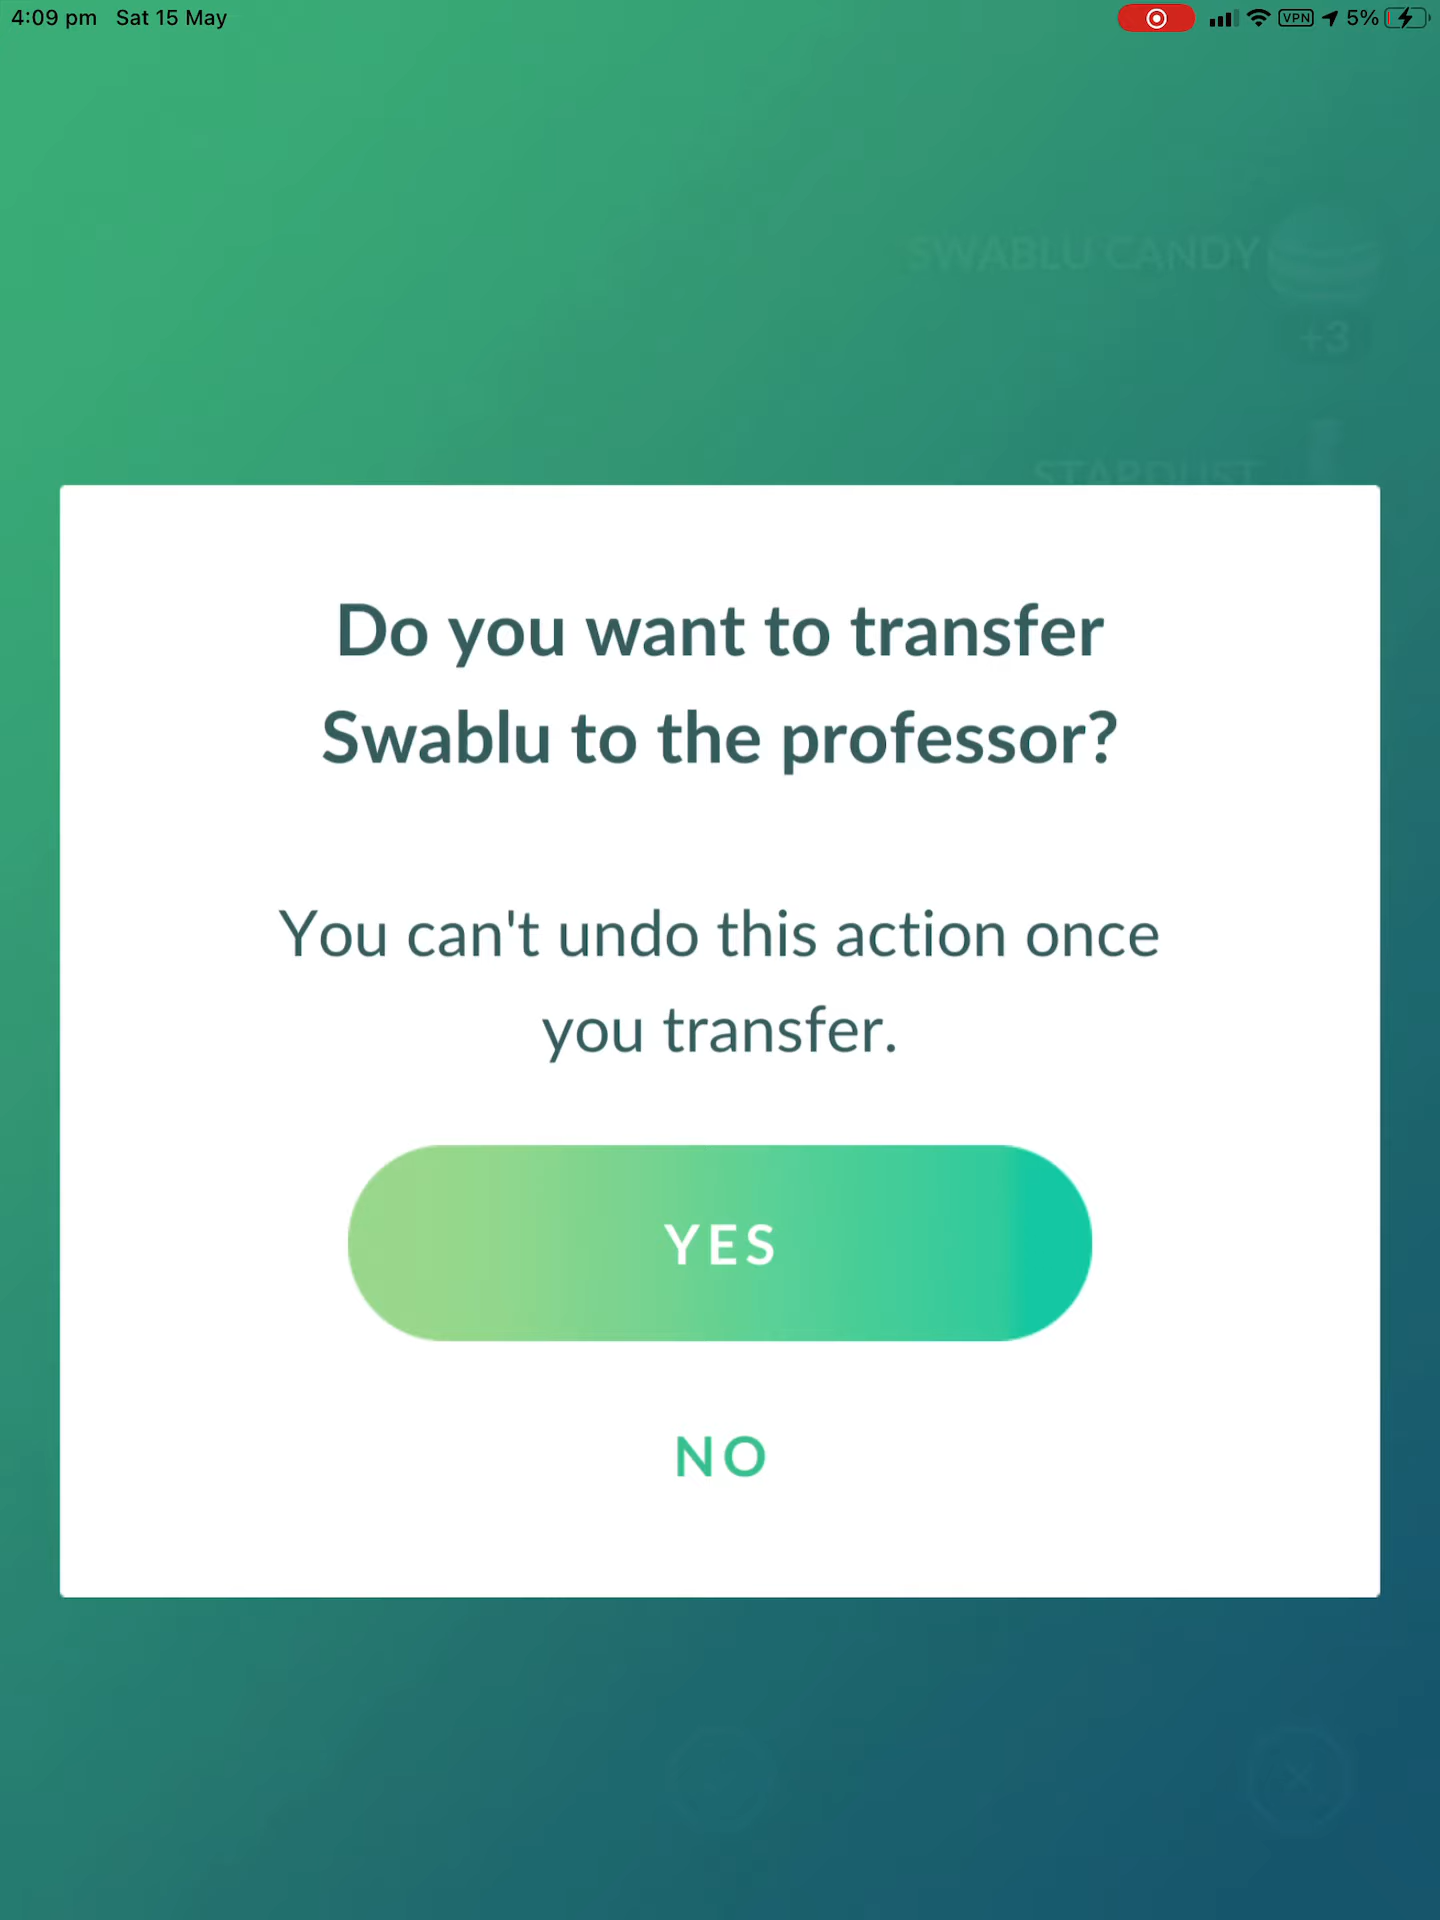 4:09 pm Sat 15 May
VPN 5%
SWABLU CANDY
+3
STARDUST
Do you want to transfer
Swablu to the professor?
You can't undo this action once
you transfer.
YES
NO